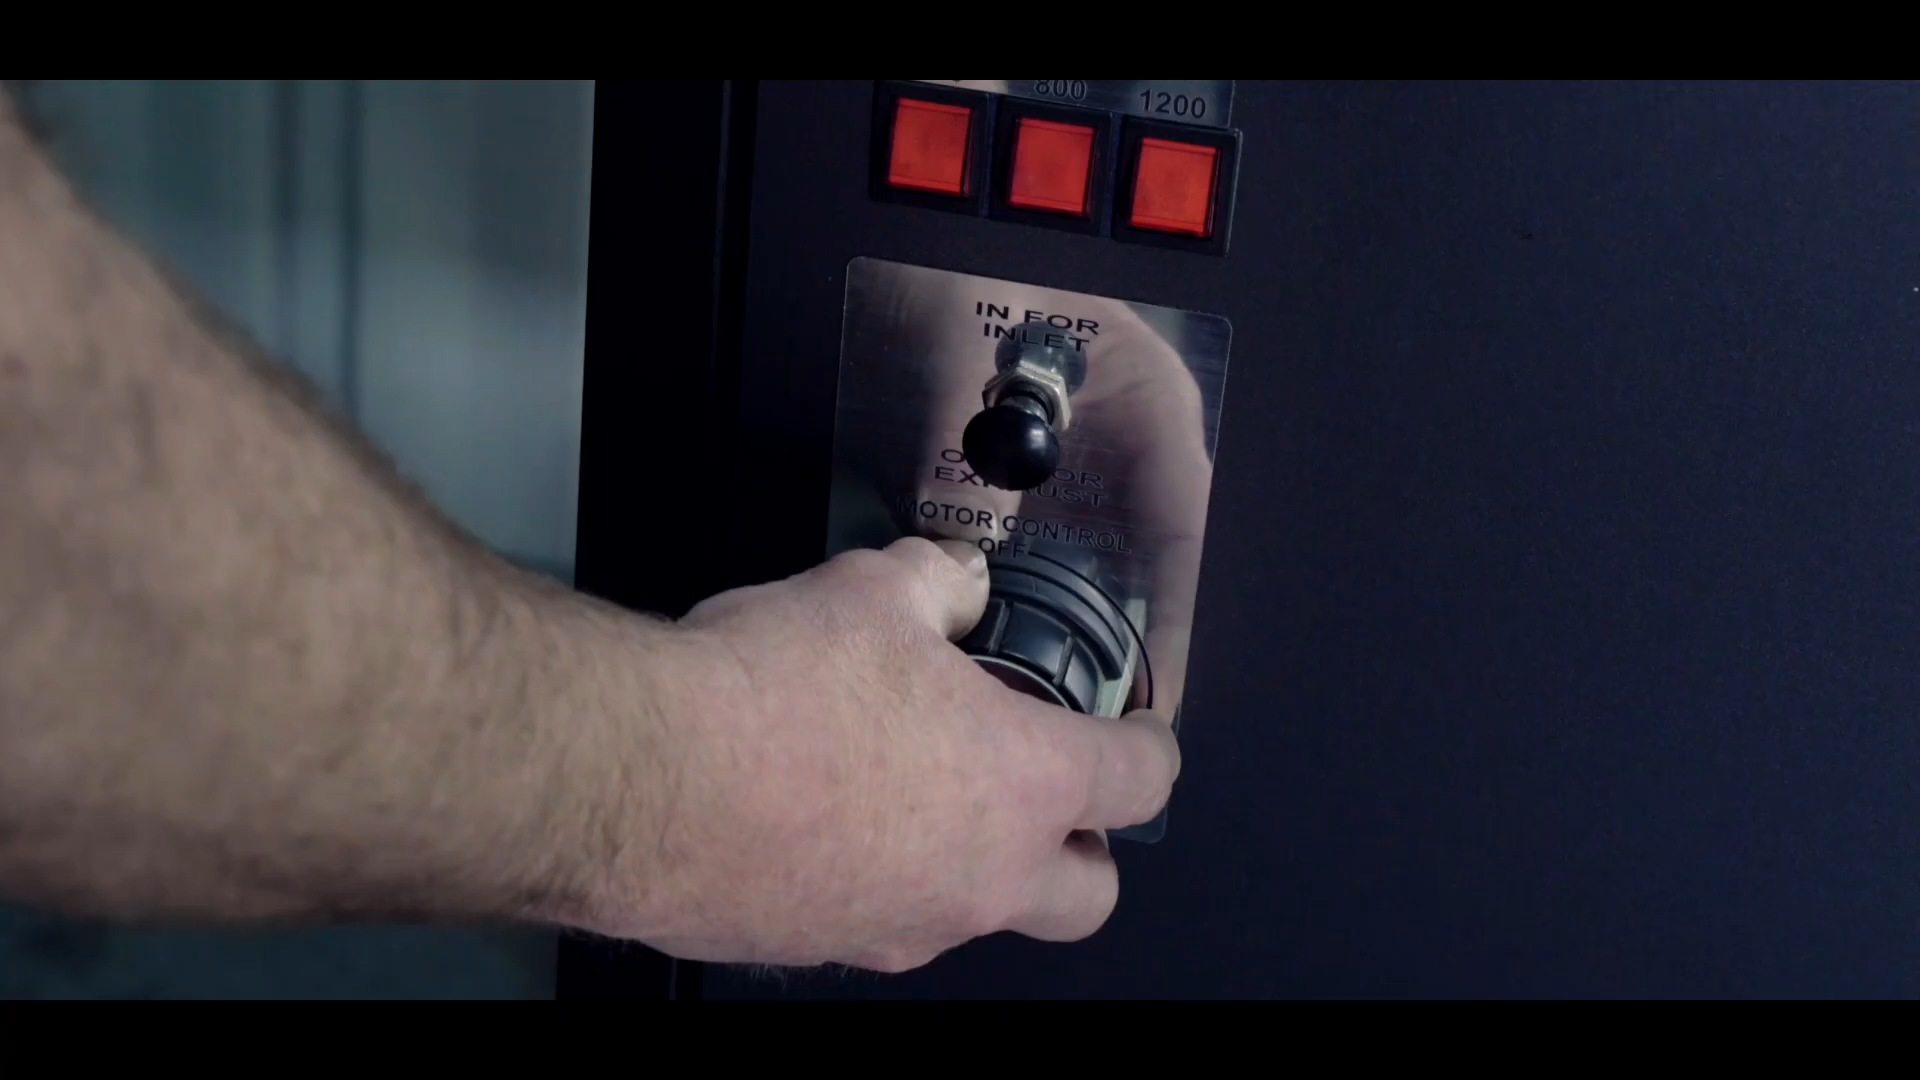 800
1200
IN FOR
INLET
EXHAUST
MOTOR CONTROL
OFF